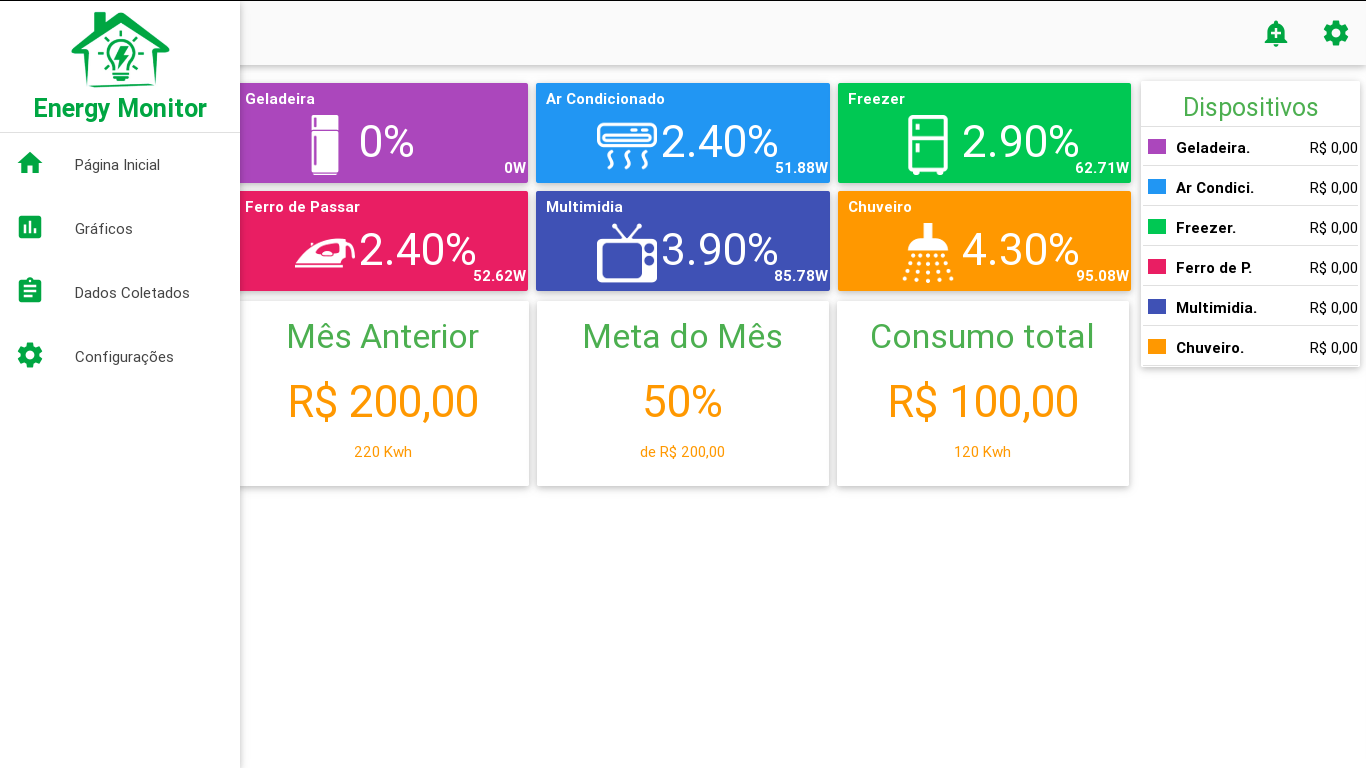 Energy Monitor
Página Inicial
Gráficos
Dados Coletados
Configurações
Geladeira
0%
0W
Ar Condicionado
2.40%
51.88W
Freezer
2.90%
62.71W
Ferro de Passar
2.40%
52.62W
Multimidia
3.90%
85.78W
Chuveiro
4.30%
95.08W
Mês Anterior
R$ 200,00
220 Kwh
Meta do Mês
50%
de R$ 200,00
Consumo total
R$ 100,00
120 Kwh
Dispositivos
Geladeira. R$ 0,00
Ar Condici. R$ 0,00
Freezer. R$ 0,00
Ferro de P. R$ 0,00
Multimidia. R$ 0,00
Chuveiro. R$ 0,00